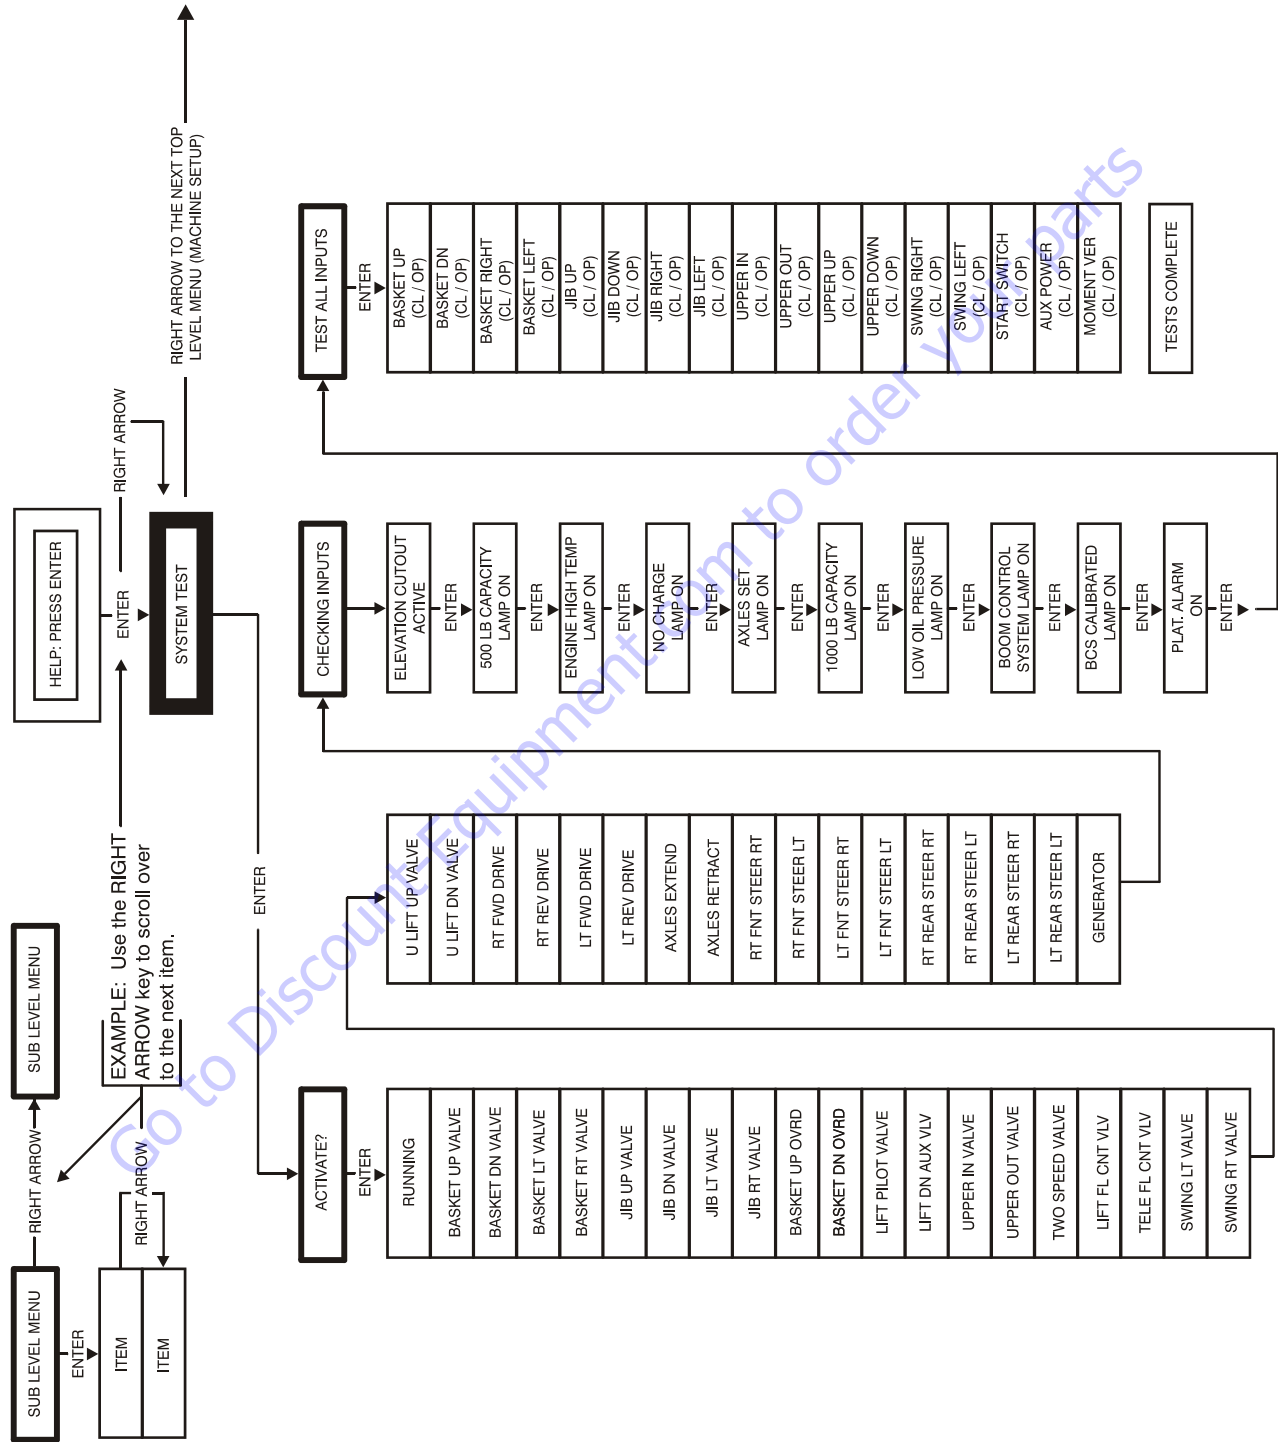 SUB LEVEL MENU
RIGHT ARROW
SUB LEVEL MENU
ENTER
ITEM
ITEM
RIGHT ARROW
EXAMPLE: Use the RIGHT
ARROW key to scroll over
to the next item.
HELP: PRESS ENTER
ENTER
RIGHT ARROW
SYSTEM TEST
RIGHT ARROW TO THE NEXT TOP
LEVEL MENU (MACHINE SETUP)
ENTER
ACTIVATE?
ENTER
RUNNING
BASKET UP VALVE
BASKET DN VALVE
BASKET LT VALVE
BASKET RT VALVE
JIB UP VALVE
JIB DN VALVE
JIB LT VALVE
JIB RT VALVE
BASKET UP OVRD
BASKET DN OVRD
LIFT PILOT VALVE
LIFT DN AUX VLV
UPPER IN VALVE
UPPER OUT VALVE
TWO SPEED VALVE
LIFT FL CNT VLV
TELE FL CNT VLV
SWING LT VALVE
SWING RT VALVE
U LIFT UP VALVE
U LIFT DN VALVE
RT FWD DRIVE
RT REV DRIVE
LT FWD DRIVE
LT REV DRIVE
AXLES EXTEND
AXLES RETRACT
RT FNT STEER RT
RT FNT STEER LT
LT FNT STEER RT
LT FNT STEER LT
RT REAR STEER RT
RT REAR STEER LT
LT REAR STEER RT
LT REAR STEER LT
GENERATOR
CHECKING INPUTS
ELEVATION CUTOUT
ACTIVE
ENTER
500 LB CAPACITY
LAMP ON
ENTER
ENGINE HIGH TEMP
LAMP ON
ENTER
NO CHARGE
LAMP ON
ENTER
AXLES SET
LAMP ON
ENTER
1000 LB CAPACITY
LAMP ON
ENTER
LOW OIL PRESSURE
LAMP ON
ENTER
BOOM CONTROL
SYSTEM LAMP ON
ENTER
BCS CALIBRATED
LAMP ON
ENTER
PLAT. ALARM
ON
ENTER
TEST ALL INPUTS
ENTER
BASKET UP
(CL / OP)
BASKET DN
(CL / OP)
BASKET RIGHT
(CL / OP)
BASKET LEFT
(CL / OP)
JIB UP
(CL / OP)
JIB DOWN
(CL / OP)
JIB RIGHT
(CL / OP)
JIB LEFT
(CL / OP)
UPPER IN
(CL / OP)
UPPER OUT
(CL / OP)
UPPER UP
(CL / OP)
UPPER DOWN
(CL / OP)
SWING RIGHT
(CL / OP)
SWING LEFT
(CL / OP)
START SWITCH
(CL / OP)
AUX POWER
(CL / OP)
MOMENT VER
(CL / OP)
TESTS COMPLETE
Go to Discount-Equipment.com to order your parts